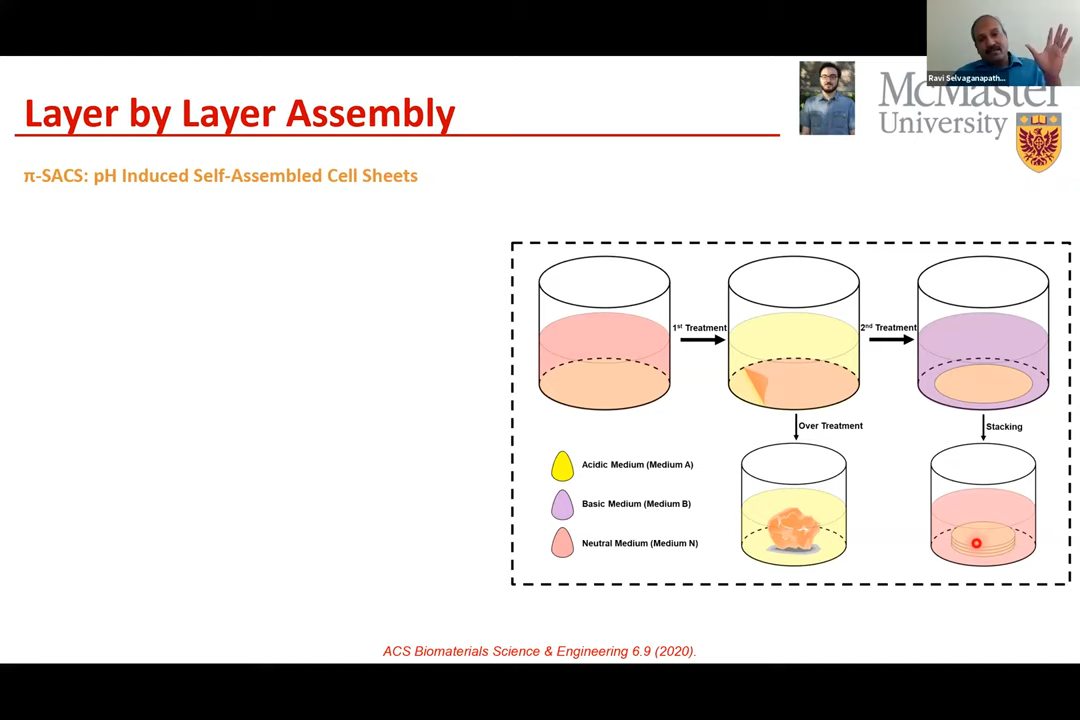 Ravi Selvaganapath...
McMaster
University
Layer by Layer Assembly
π-SACS: pH Induced Self-Assembled Cell Sheets
1st Treatment
2nd Treatment
Over Treatment
Stacking
Acidic Medium (Medium A)
Basic Medium (Medium B)
Neutral Medium (Medium N)
ACS Biomaterials Science & Engineering 6.9 (2020).